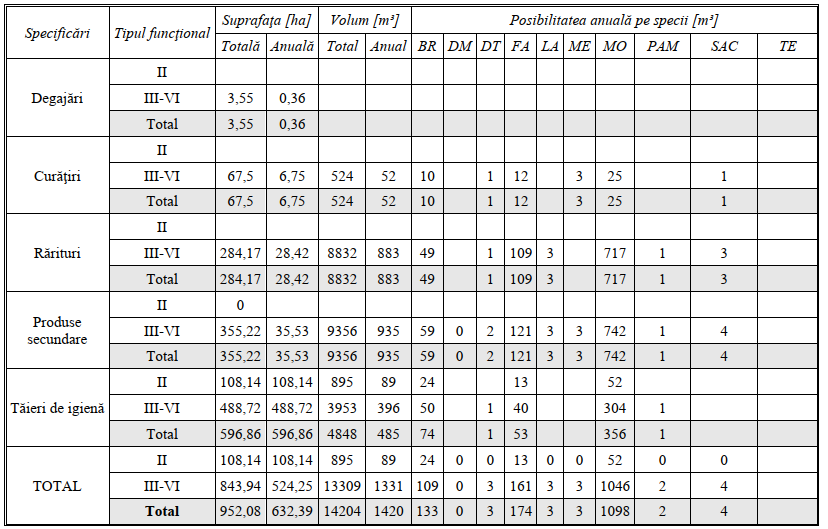 Specificări Tipul funcţional Suprafaţa [ha] Volum [m³] Posibilitatea anuală pe specii [m³]
Totală Anuală Total Anual BR DM DT FA LA ME MO PAM SAC TE
Degajări
II
III-VI 3,55 0,36
Total 3,55 0,36
Curăţiri
II
III-VI 67,5 6,75 524 52 10 1 12 3 25 1
Total 67,5 6,75 524 52 10 1 12 3 25 1
Rărituri
II
III-VI 284,17 28,42 8832 883 49 1 109 3 717 1 3
Total 284,17 28,42 8832 883 49 1 109 3 717 1 3
Produse secundare
II 0
III-VI 355,22 35,53 9356 935 59 0 2 121 3 3 742 1 4
Total 355,22 35,53 9356 935 59 0 2 121 3 3 742 1 4
Tăieri de igienă
II 108,14 108,14 895 89 24 13 52
III-VI 488,72 488,72 3953 396 50 1 40 304 1
Total 596,86 596,86 4848 485 74 1 53 356 1
TOTAL
II 108,14 108,14 895 89 24 0 0 13 0 0 52 0 0
III-VI 843,94 524,25 13309 1331 109 0 3 161 3 3 1046 2 4
Total 952,08 632,39 14204 1420 133 0 3 174 3 3 1098 2 4